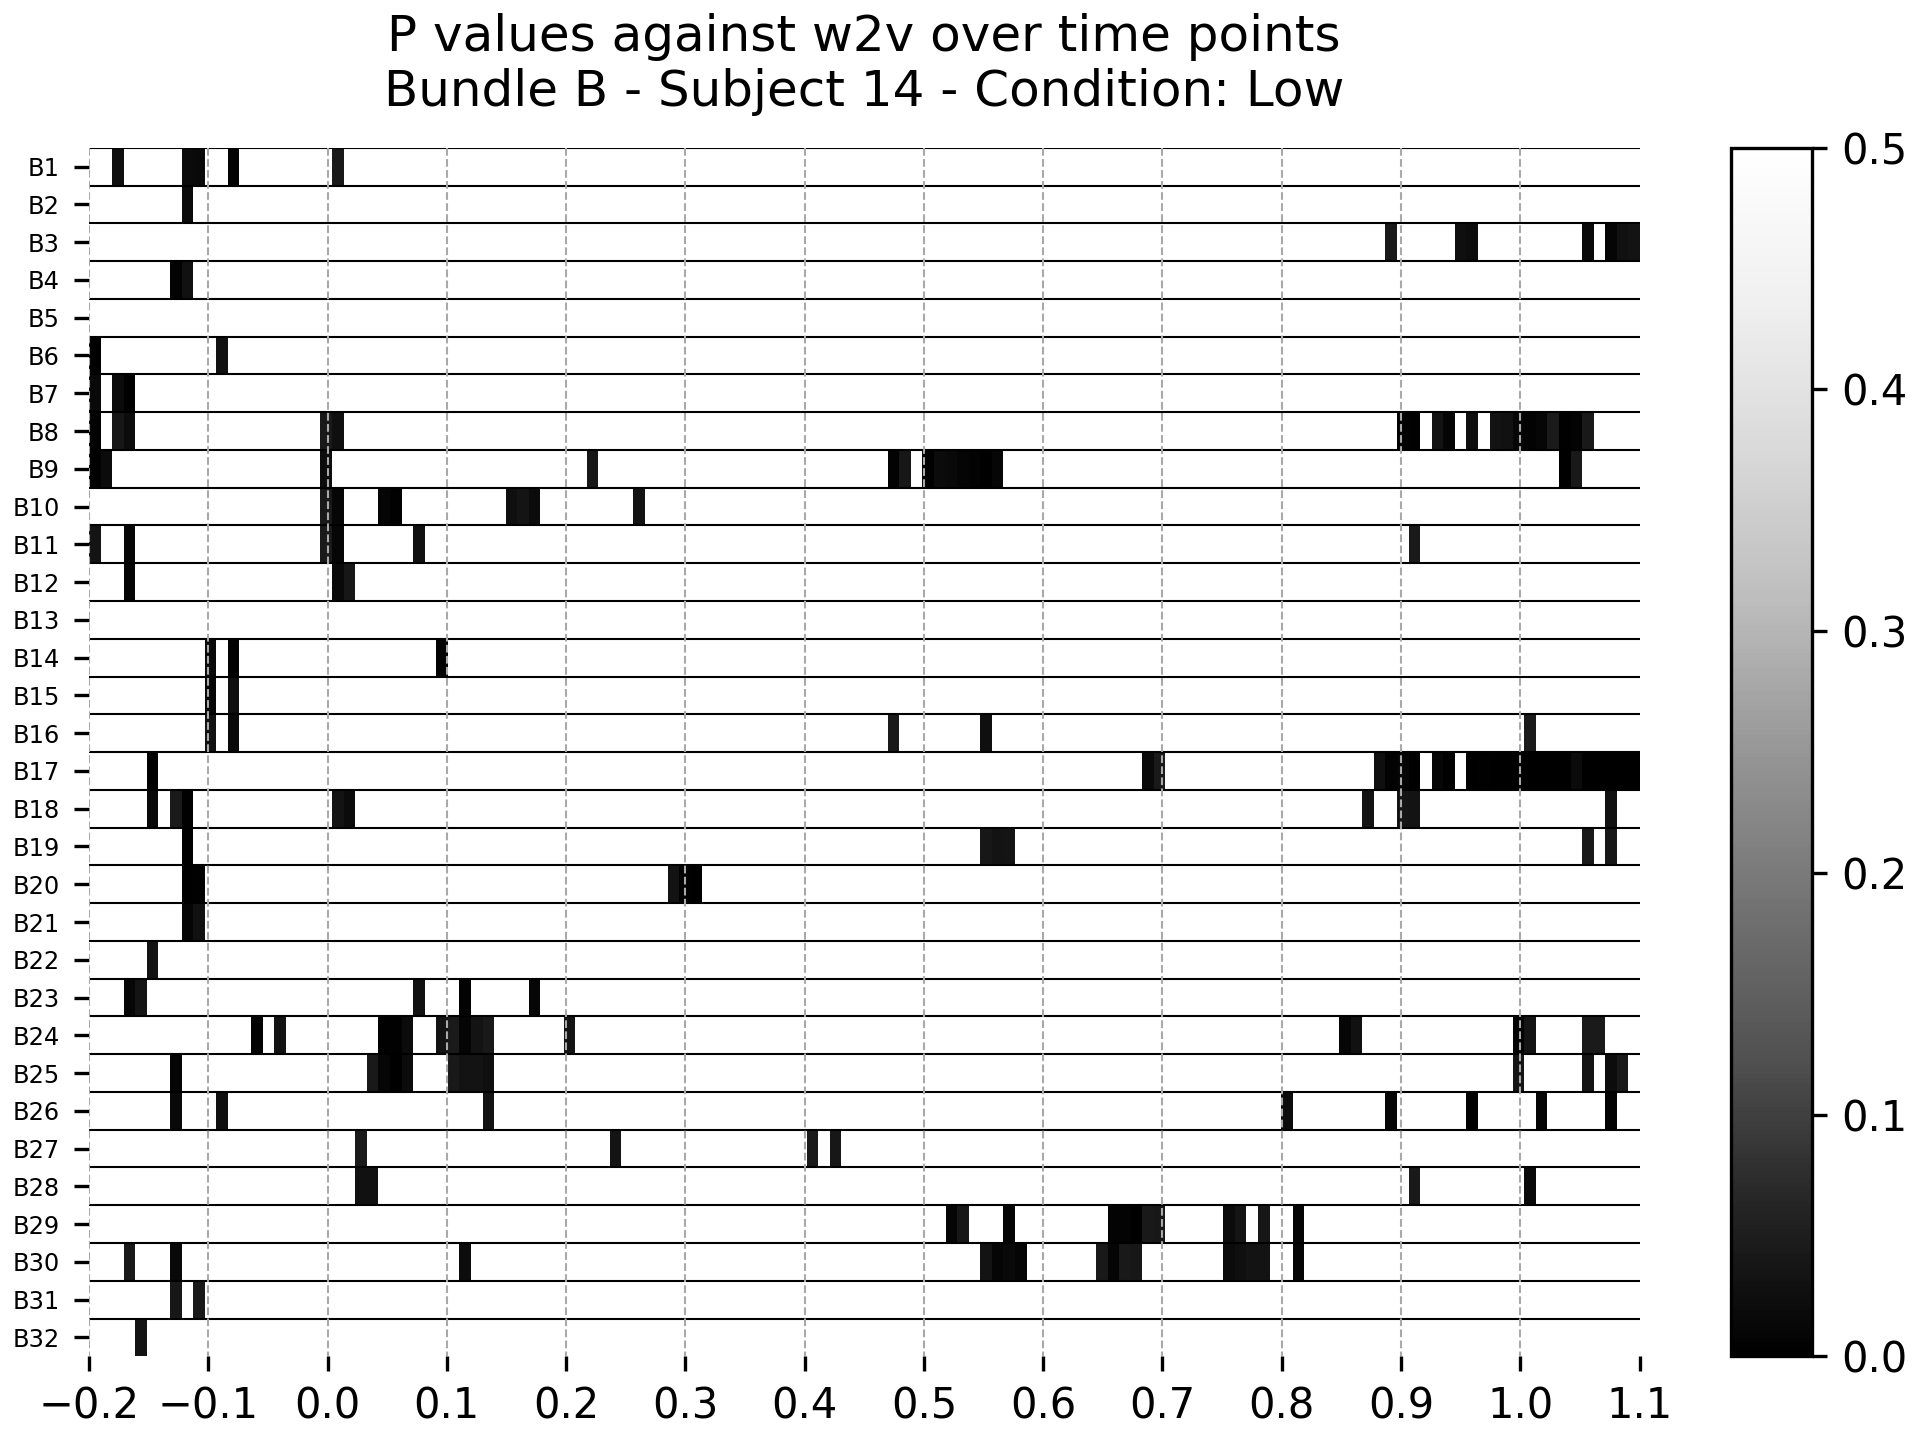 P values against w2v over time points
Bundle B - Subject 14 - Condition: Low
B1
B2
B3
B4
B5
B6
B7
B8
B9
B10
B11
B12
B13
B14
B15
B16
B17
B18
B19
B20
B21
B22
B23
B24
B25
B26
B27
B28
B29
B30
B31
B32
−0.2 −0.1 0.0 0.1 0.2 0.3 0.4 0.5 0.6 0.7 0.8 0.9 1.0 1.1
0.5
0.4
0.3
0.2
0.1
0.0